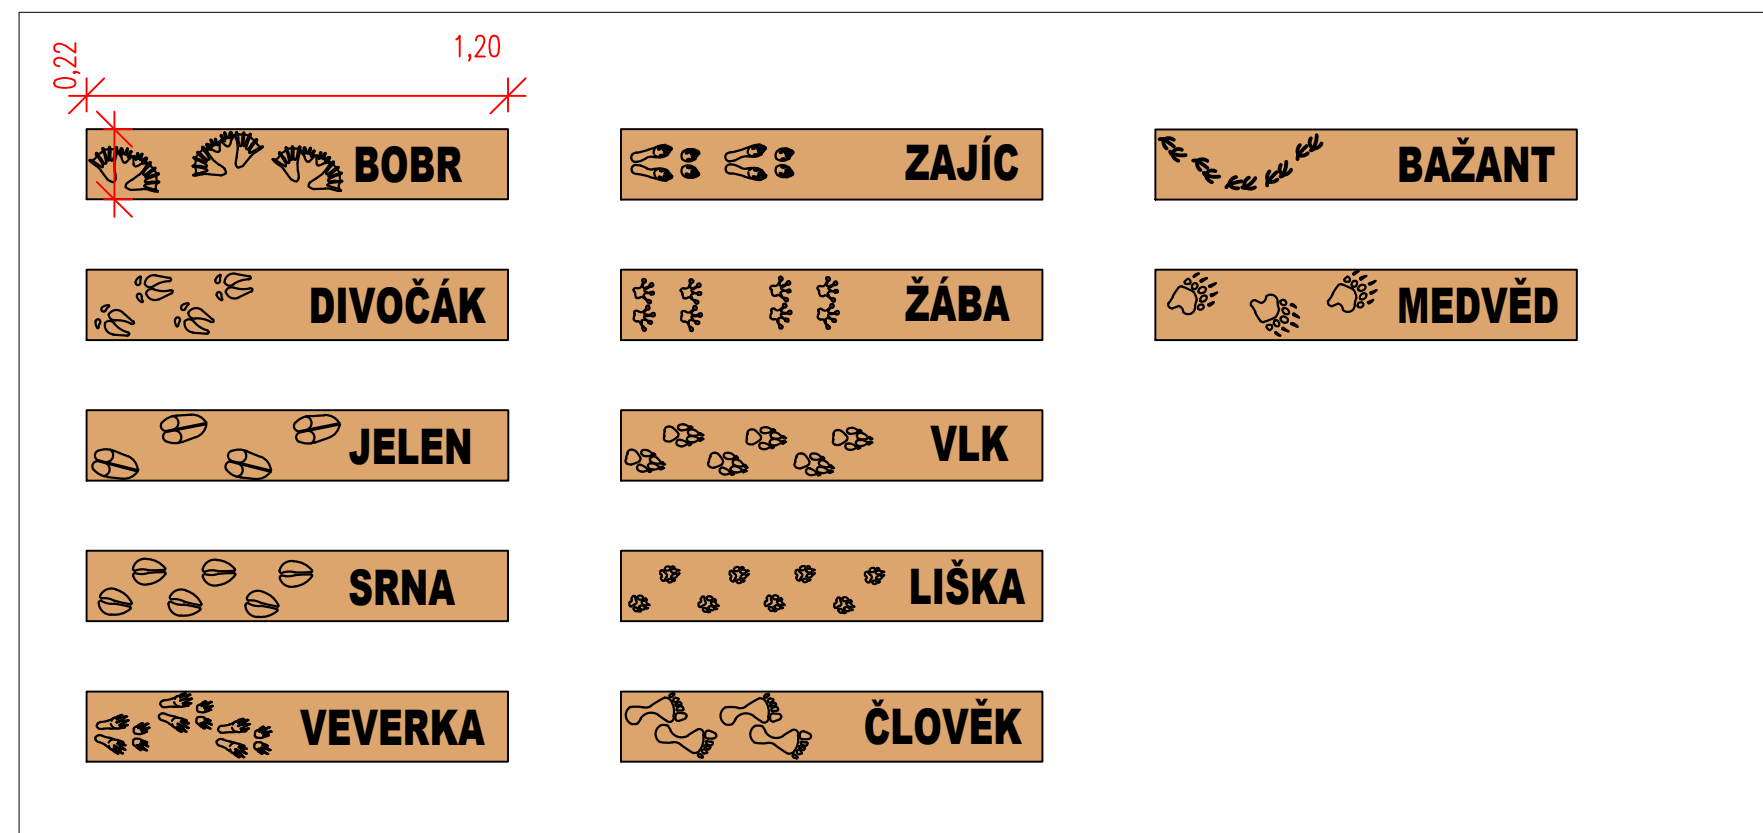 0,22
1,20
BOBR
ZAJÍC
BAŽANT
DIVOČÁK
ŽÁBA
MEDVĚD
JELEN
VLK
SRNA
LIŠKA
VEVERKA
ČLOVĚK